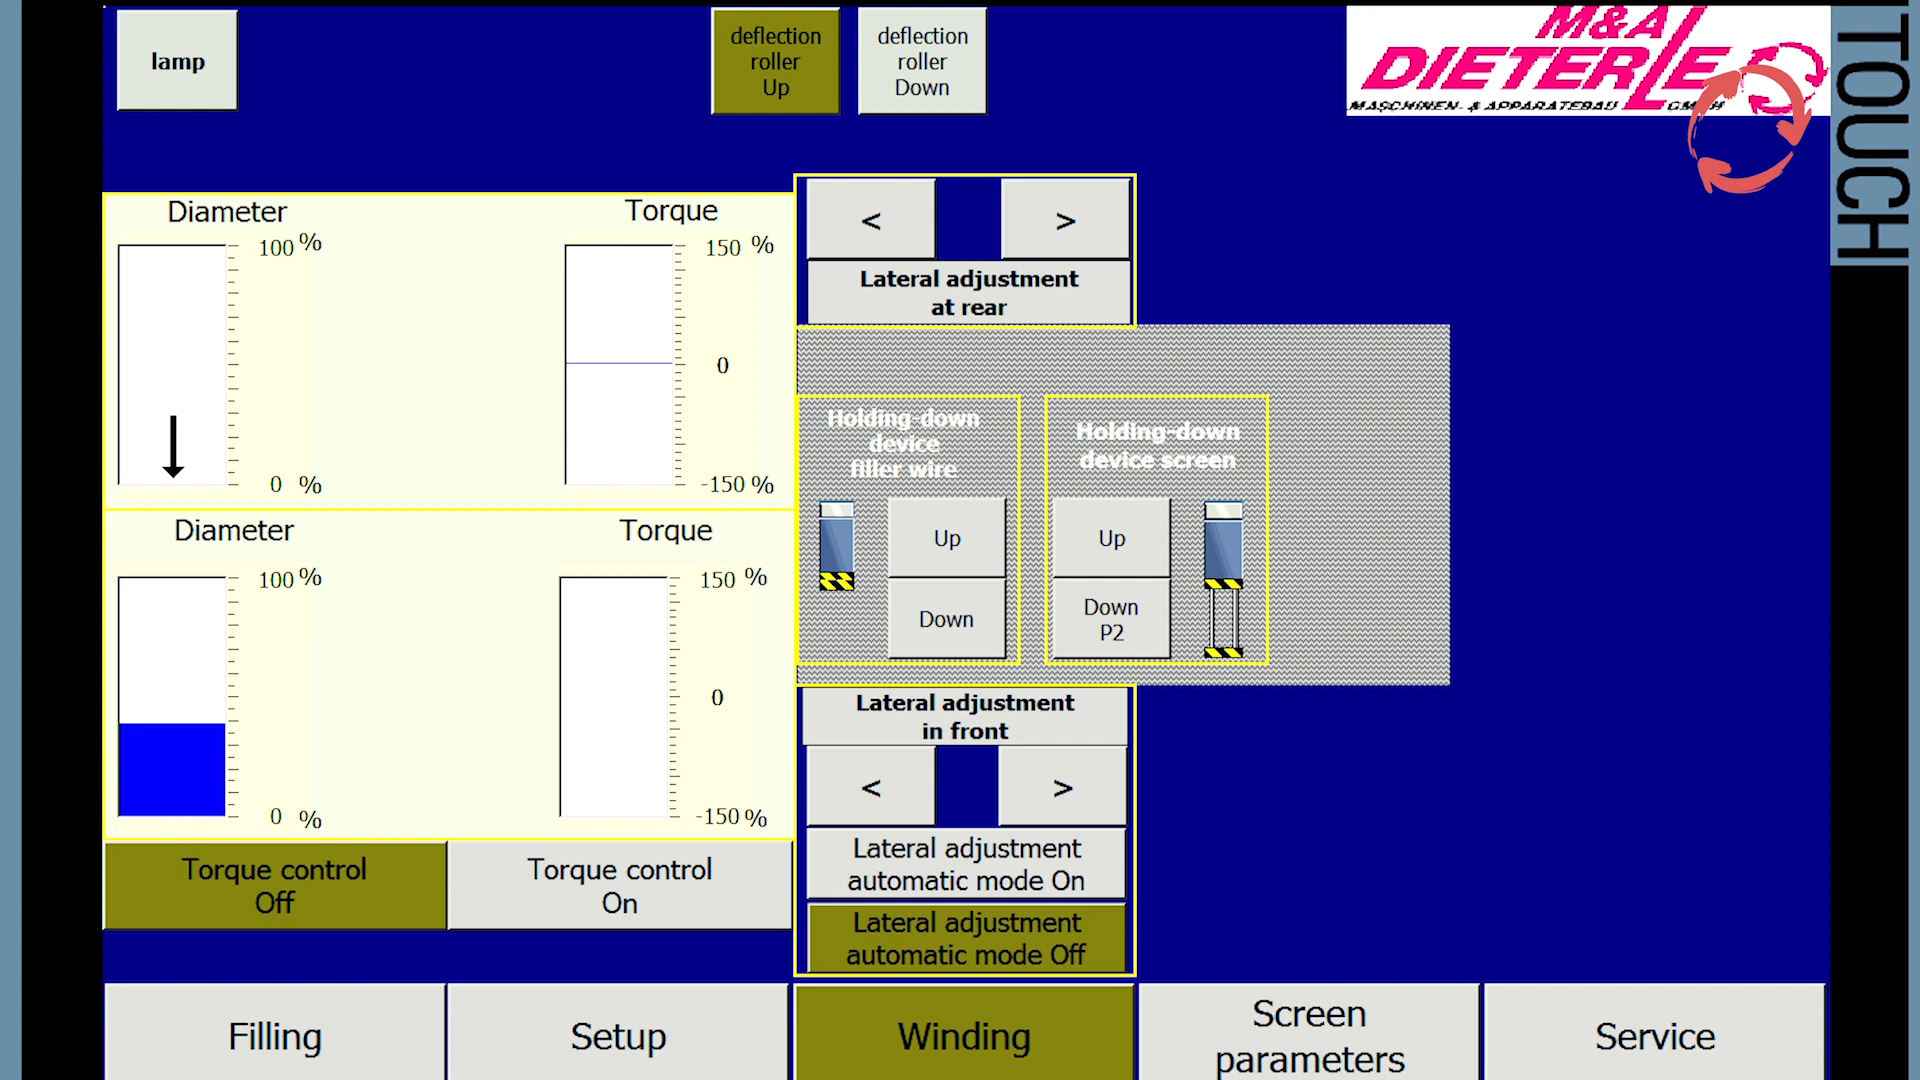 lamp
deflection
roller
Up
deflection
roller
Down
M&A
DIETERLE
MASCHINEN- & APPARATEBAU GMBH
TOUCH
Diameter
100 %
0 %
Torque
150 %
0
-150 %
<
>
Lateral adjustment
at rear
Holding-down
device
filler wire
Up
Down
Holding-down
device screen
Up
Down
P2
Diameter
100 %
0 %
Torque
150 %
0
-150 %
Lateral adjustment
in front
<
>
Lateral adjustment
automatic mode On
Lateral adjustment
automatic mode Off
Torque control
Off
Torque control
On
Filling
Setup
Winding
Screen
parameters
Service